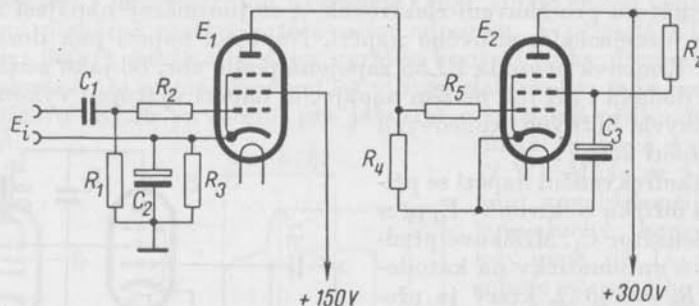 E₁
E₂
C₁
R₂
R₅
Eᵢ
C₃
R₄
R₁
C₂
R₃
+150V
+300V